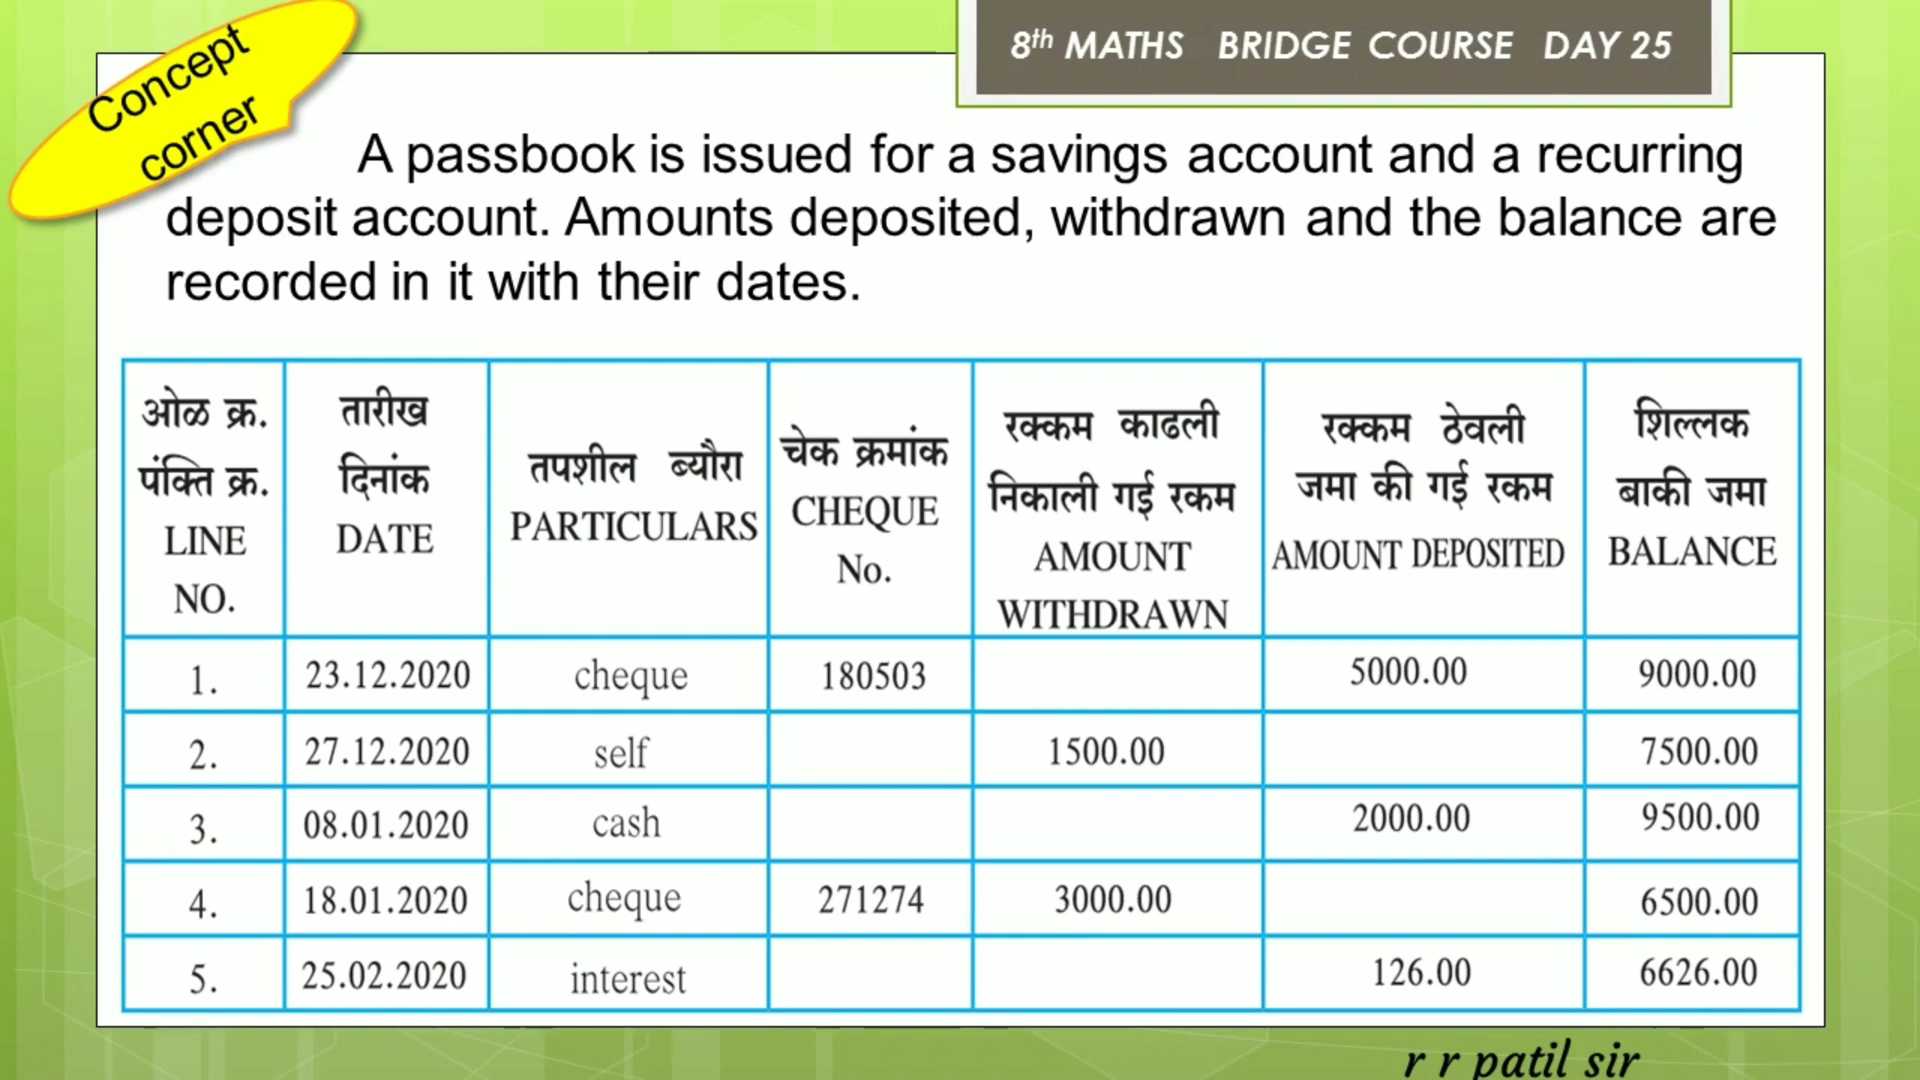 Concept
corner
8th MATHS BRIDGE COURSE DAY 25
A passbook is issued for a savings account and a recurring
deposit account. Amounts deposited, withdrawn and the balance are
recorded in it with their dates.
ओळ क्र. पंक्ति क्र. LINE NO. तारीख दिनांक DATE तपशील ब्यौरा PARTICULARS चेक क्रमांक CHEQUE No. रक्कम काढली निकाली गई रकम AMOUNT WITHDRAWN रक्कम ठेवली जमा की गई रकम AMOUNT DEPOSITED शिल्लक बाकी जमा BALANCE
1. 23.12.2020 cheque 180503 5000.00 9000.00
2. 27.12.2020 self 1500.00 7500.00
3. 08.01.2020 cash 2000.00 9500.00
4. 18.01.2020 cheque 271274 3000.00 6500.00
5. 25.02.2020 interest 126.00 6626.00
r r patil sir